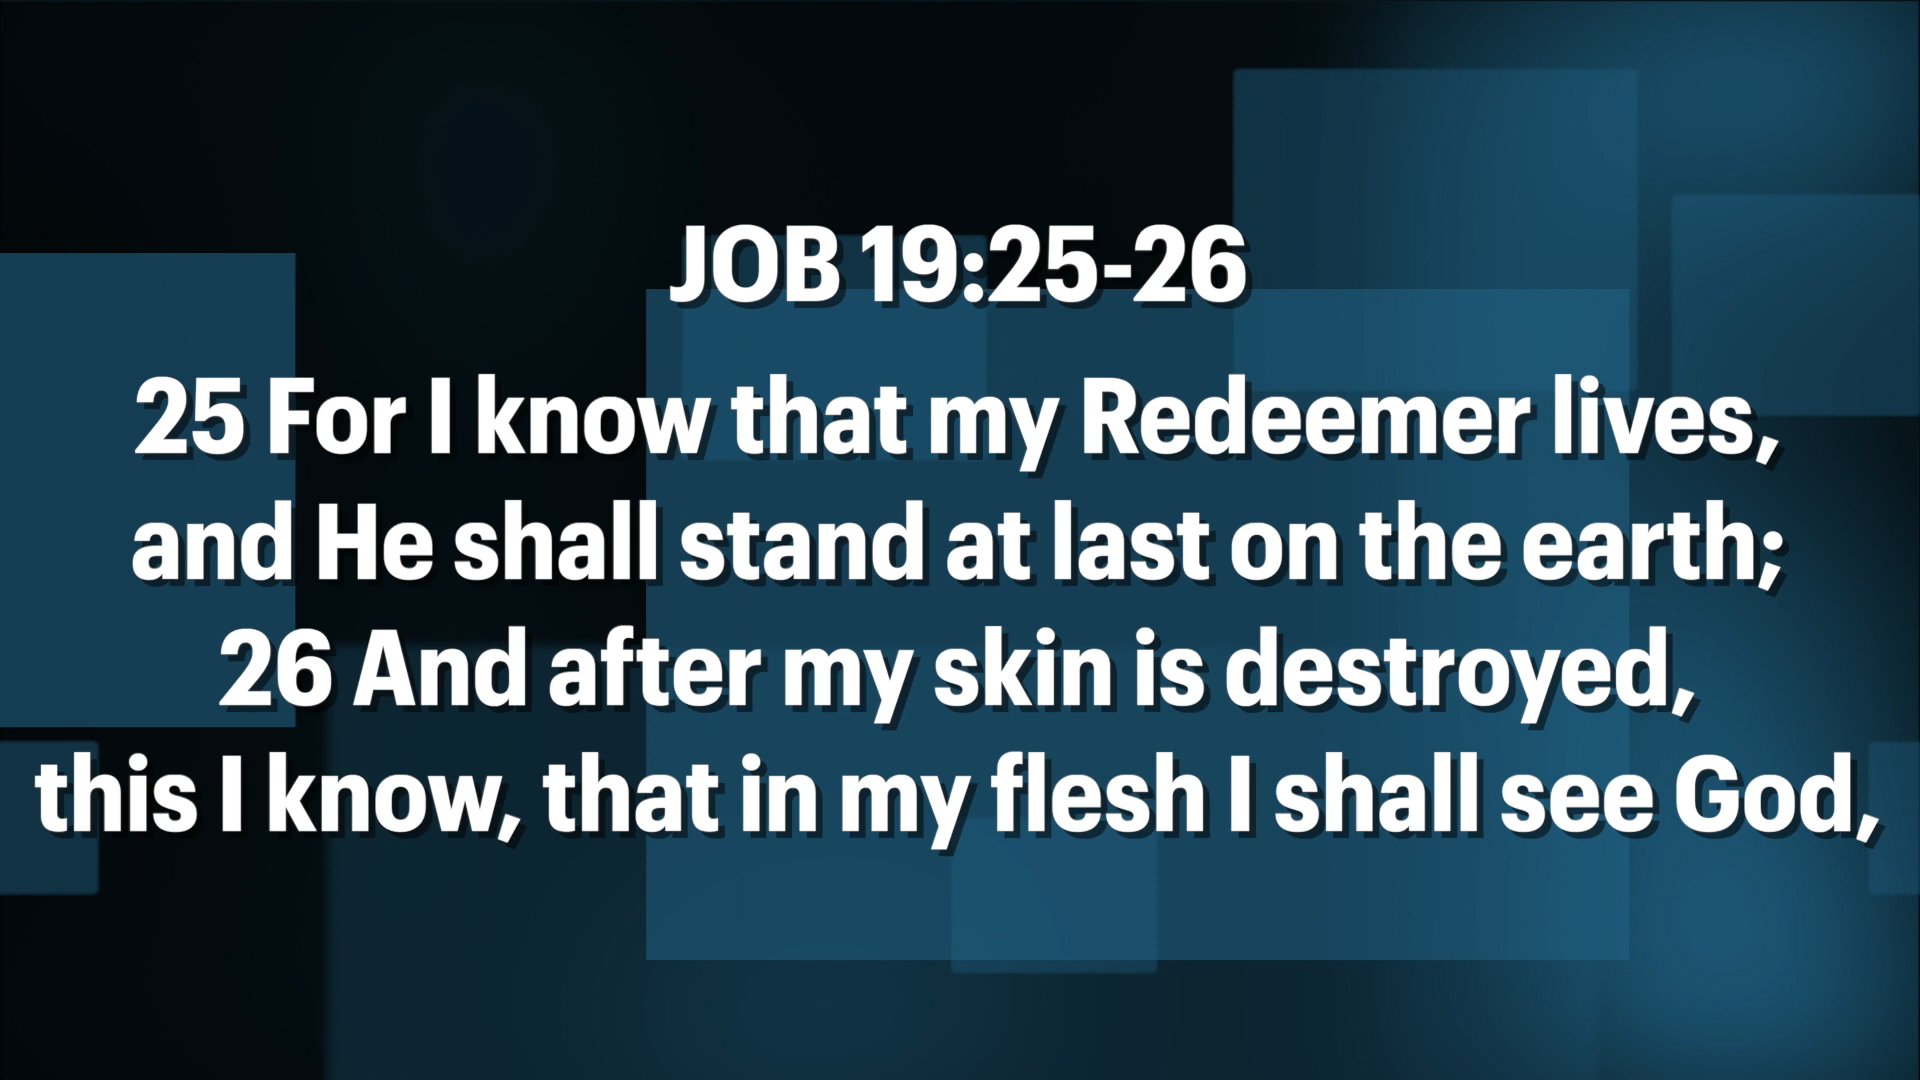 JOB 19:25-26
25 For I know that my Redeemer lives,
and He shall stand at last on the earth;
26 And after my skin is destroyed,
this I know, that in my flesh I shall see God,